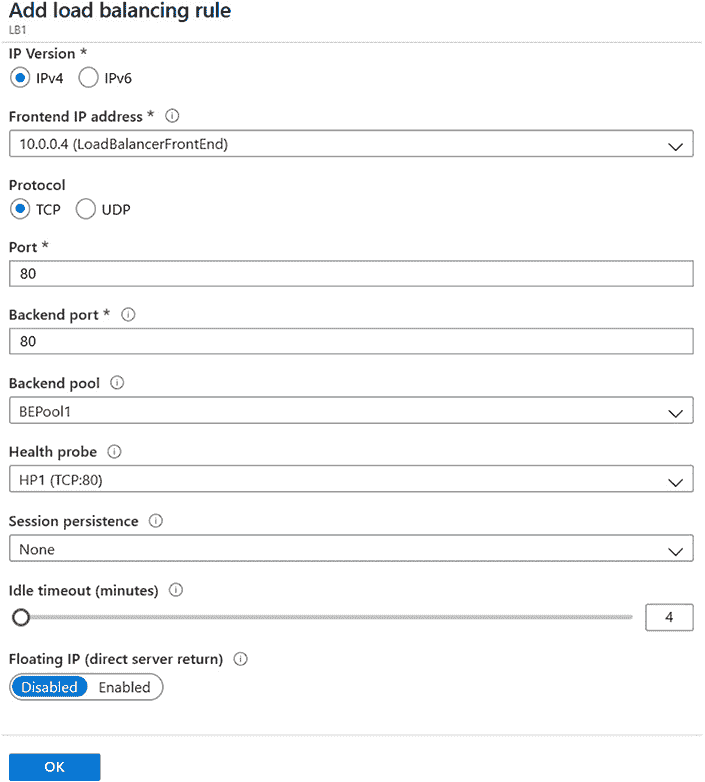 Add load balancing rule
LB1
IP Version *
IPv4 IPv6
Frontend IP address *
10.0.0.4 (LoadBalancerFrontEnd)
Protocol
TCP UDP
Port *
80
Backend port *
80
Backend pool
BEPool1
Health probe
HP1 (TCP:80)
Session persistence
None
Idle timeout (minutes)
4
Floating IP (direct server return)
Disabled Enabled
OK